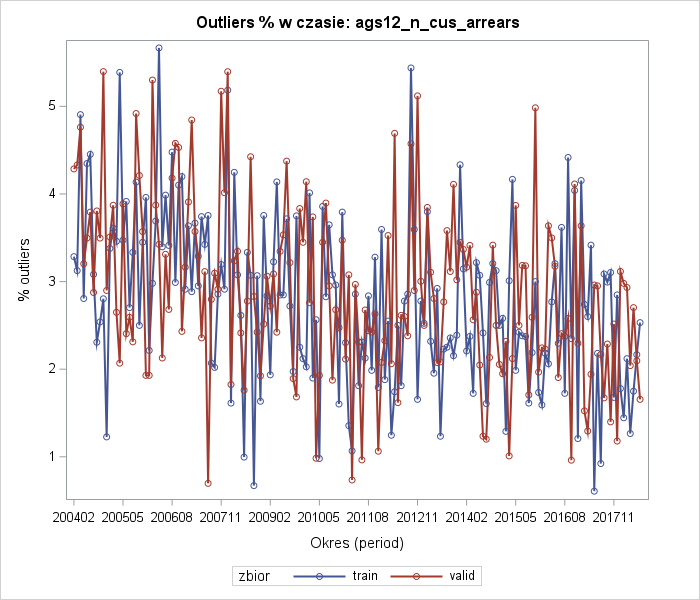 Outliers % w czasie: ags12_n_cus_arrears
% outliers
5
4
3
2
1
200402 200505 200608 200711 200902 201005 201108 201211 201402 201505 201608 201711
Okres (period)
zbior train valid